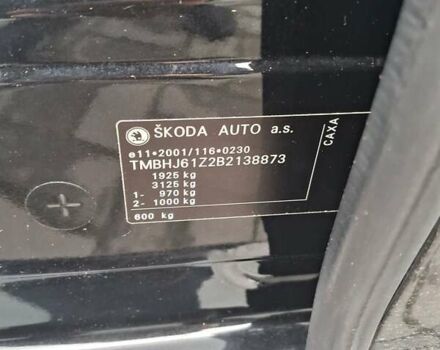 ŠKODA AUTO a.s.
e11*2001/116*0230
TMBHJ61Z2B2138873
1925 kg
3125 kg
1- 970 kg
2- 1000 kg
600 kg
CAXA